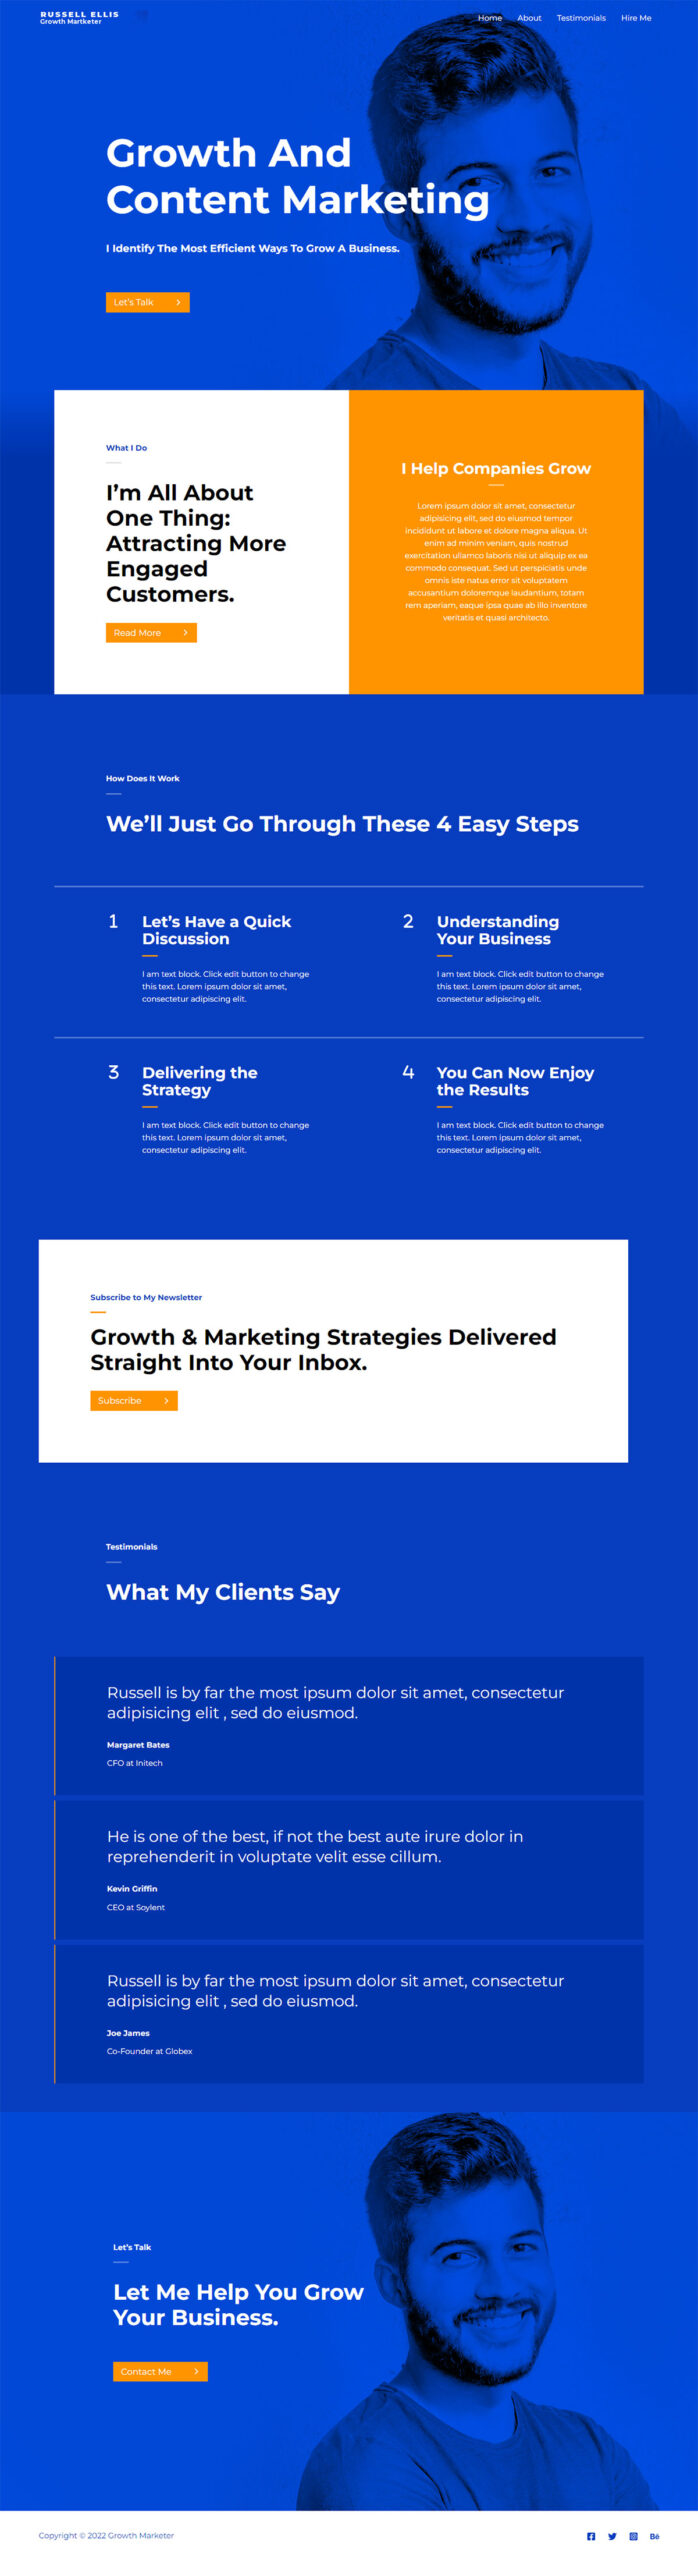 RUSSELL ELLIS
Growth Martketer
Home About Testimonials Hire Me
Growth And
Content Marketing
I Identify The Most Efficient Ways To Grow A Business.
Let's Talk
What I Do
I'm All About
One Thing:
Attracting More
Engaged
Customers.
Read More
I Help Companies Grow
Lorem ipsum dolor sit amet, consectetur
adipisicing elit, sed do eiusmod tempor
incididunt ut labore et dolore magna aliqua. Ut
enim ad minim veniam, quis nostrud
exercitation ullamco laboris nisi ut aliquip ex ea
commodo consequat. Sed ut perspiciatis unde
omnis iste natus error sit voluptatem
accusantium doloremque laudantium, totam
rem aperiam, eaque ipsa quae ab illo inventore
veritatis et quasi architecto.
How Does It Work
We'll Just Go Through These 4 Easy Steps
1
Let's Have a Quick
Discussion
I am text block. Click edit button to change
this text. Lorem ipsum dolor sit amet,
consectetur adipiscing elit.
2
Understanding
Your Business
I am text block. Click edit button to change
this text. Lorem ipsum dolor sit amet,
consectetur adipiscing elit.
3
Delivering the
Strategy
I am text block. Click edit button to change
this text. Lorem ipsum dolor sit amet,
consectetur adipiscing elit.
4
You Can Now Enjoy
the Results
I am text block. Click edit button to change
this text. Lorem ipsum dolor sit amet,
consectetur adipiscing elit.
Subscribe to My Newsletter
Growth & Marketing Strategies Delivered
Straight Into Your Inbox.
Subscribe
Testimonials
What My Clients Say
Russell is by far the most ipsum dolor sit amet, consectetur
adipisicing elit , sed do eiusmod.
Margaret Bates
CFO at Initech
He is one of the best, if not the best aute irure dolor in
reprehenderit in voluptate velit esse cillum.
Kevin Griffin
CEO at Soylent
Russell is by far the most ipsum dolor sit amet, consectetur
adipisicing elit , sed do eiusmod.
Joe James
Co-Founder at Globex
Let's Talk
Let Me Help You Grow
Your Business.
Contact Me
Copyright © 2022 Growth Marketer
Bē